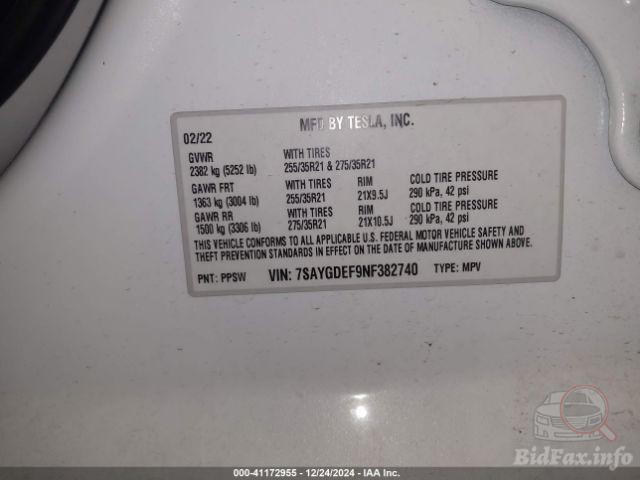 MFD BY TESLA, INC.
02/22
GVWR WITH TIRES
2382 kg (5252 lb) 255/35R21 & 275/35R21
GAWR FRT WITH TIRES RIM COLD TIRE PRESSURE
1363 kg (3004 lb) 255/35R21 21X9.5J 290 kPa, 42 psi
GAWR RR WITH TIRES RIM COLD TIRE PRESSURE
1500 kg (3306 lb) 275/35R21 21X10.5J 290 kPa, 42 psi
THIS VEHICLE CONFORMS TO ALL APPLICABLE U.S. FEDERAL MOTOR VEHICLE SAFETY AND
THEFT PREVENTION STANDARDS IN EFFECT ON THE DATE OF MANUFACTURE SHOWN ABOVE.
PNT: PPSW VIN: 7SAYGDEF9NF382740 TYPE: MPV
BidFax.info
000-41172955 - 12/24/2024 - IAA Inc.